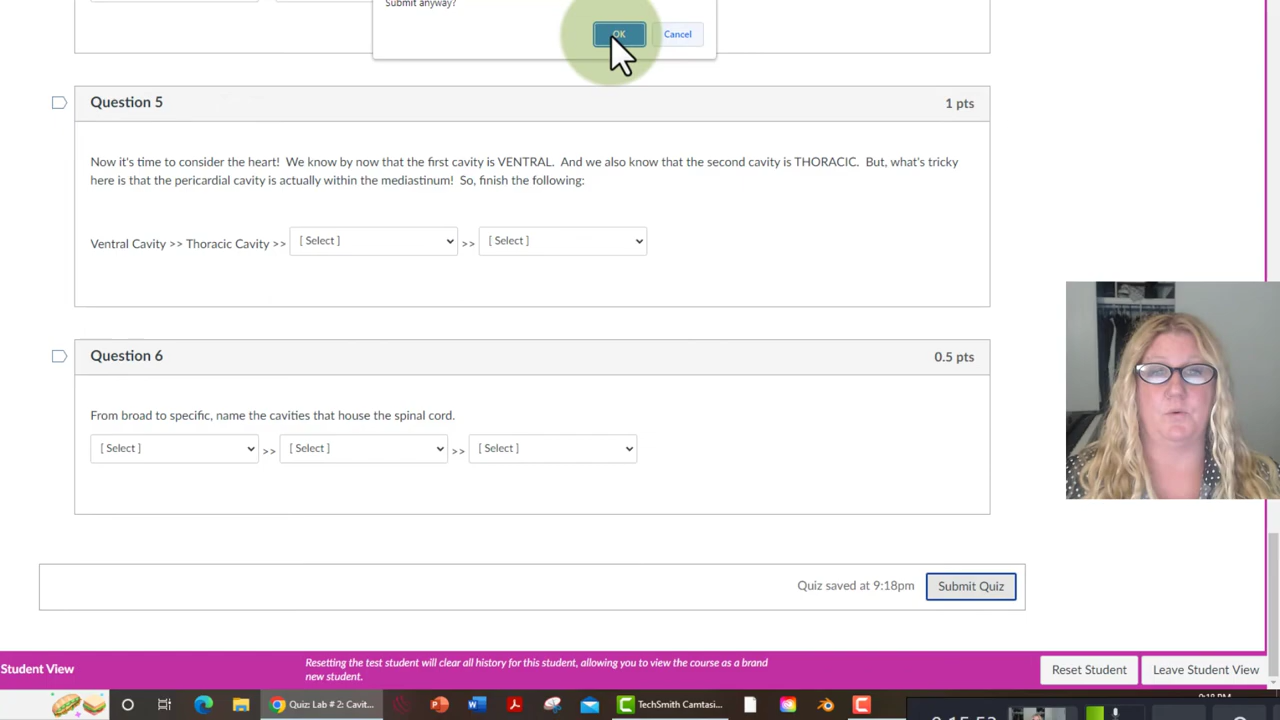 Submit anyway?
OK
Cancel
Question 5
1 pts
Now it's time to consider the heart! We know by now that the first cavity is VENTRAL. And we also know that the second cavity is THORACIC. But, what's tricky
here is that the pericardial cavity is actually within the mediastinum! So, finish the following:
Ventral Cavity >> Thoracic Cavity >> [ Select ] >> [ Select ]
Question 6
0.5 pts
From broad to specific, name the cavities that house the spinal cord.
[ Select ] >> [ Select ] >> [ Select ]
Quiz saved at 9:18pm
Submit Quiz
Student View
Resetting the test student will clear all history for this student, allowing you to view the course as a brand
new student.
Reset Student
Leave Student View
Quiz: Lab # 2: Cavit...
TechSmith Camtasi...